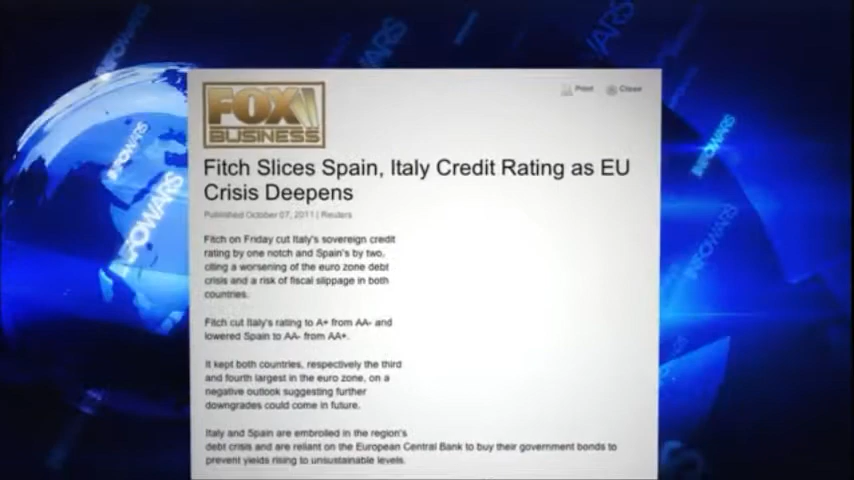 INFOWARS
INFOWARS
INFOWARS
INFOWARS
INFOWARS
FOX
BUSINESS
Print
Close
Fitch Slices Spain, Italy Credit Rating as EU
Crisis Deepens
Published October 07, 2011 | Reuters
Fitch on Friday cut Italy's sovereign credit
rating by one notch and Spain's by two,
citing a worsening of the euro zone debt
crisis and a risk of fiscal slippage in both
countries.
Fitch cut Italy's rating to A+ from AA- and
lowered Spain to AA- from AA+.
It kept both countries, respectively the third
and fourth largest in the euro zone, on a
negative outlook suggesting further
downgrades could come in future.
Italy and Spain are embroiled in the region's
debt crisis and are reliant on the European Central Bank to buy their government bonds to
prevent yields rising to unsustainable levels.